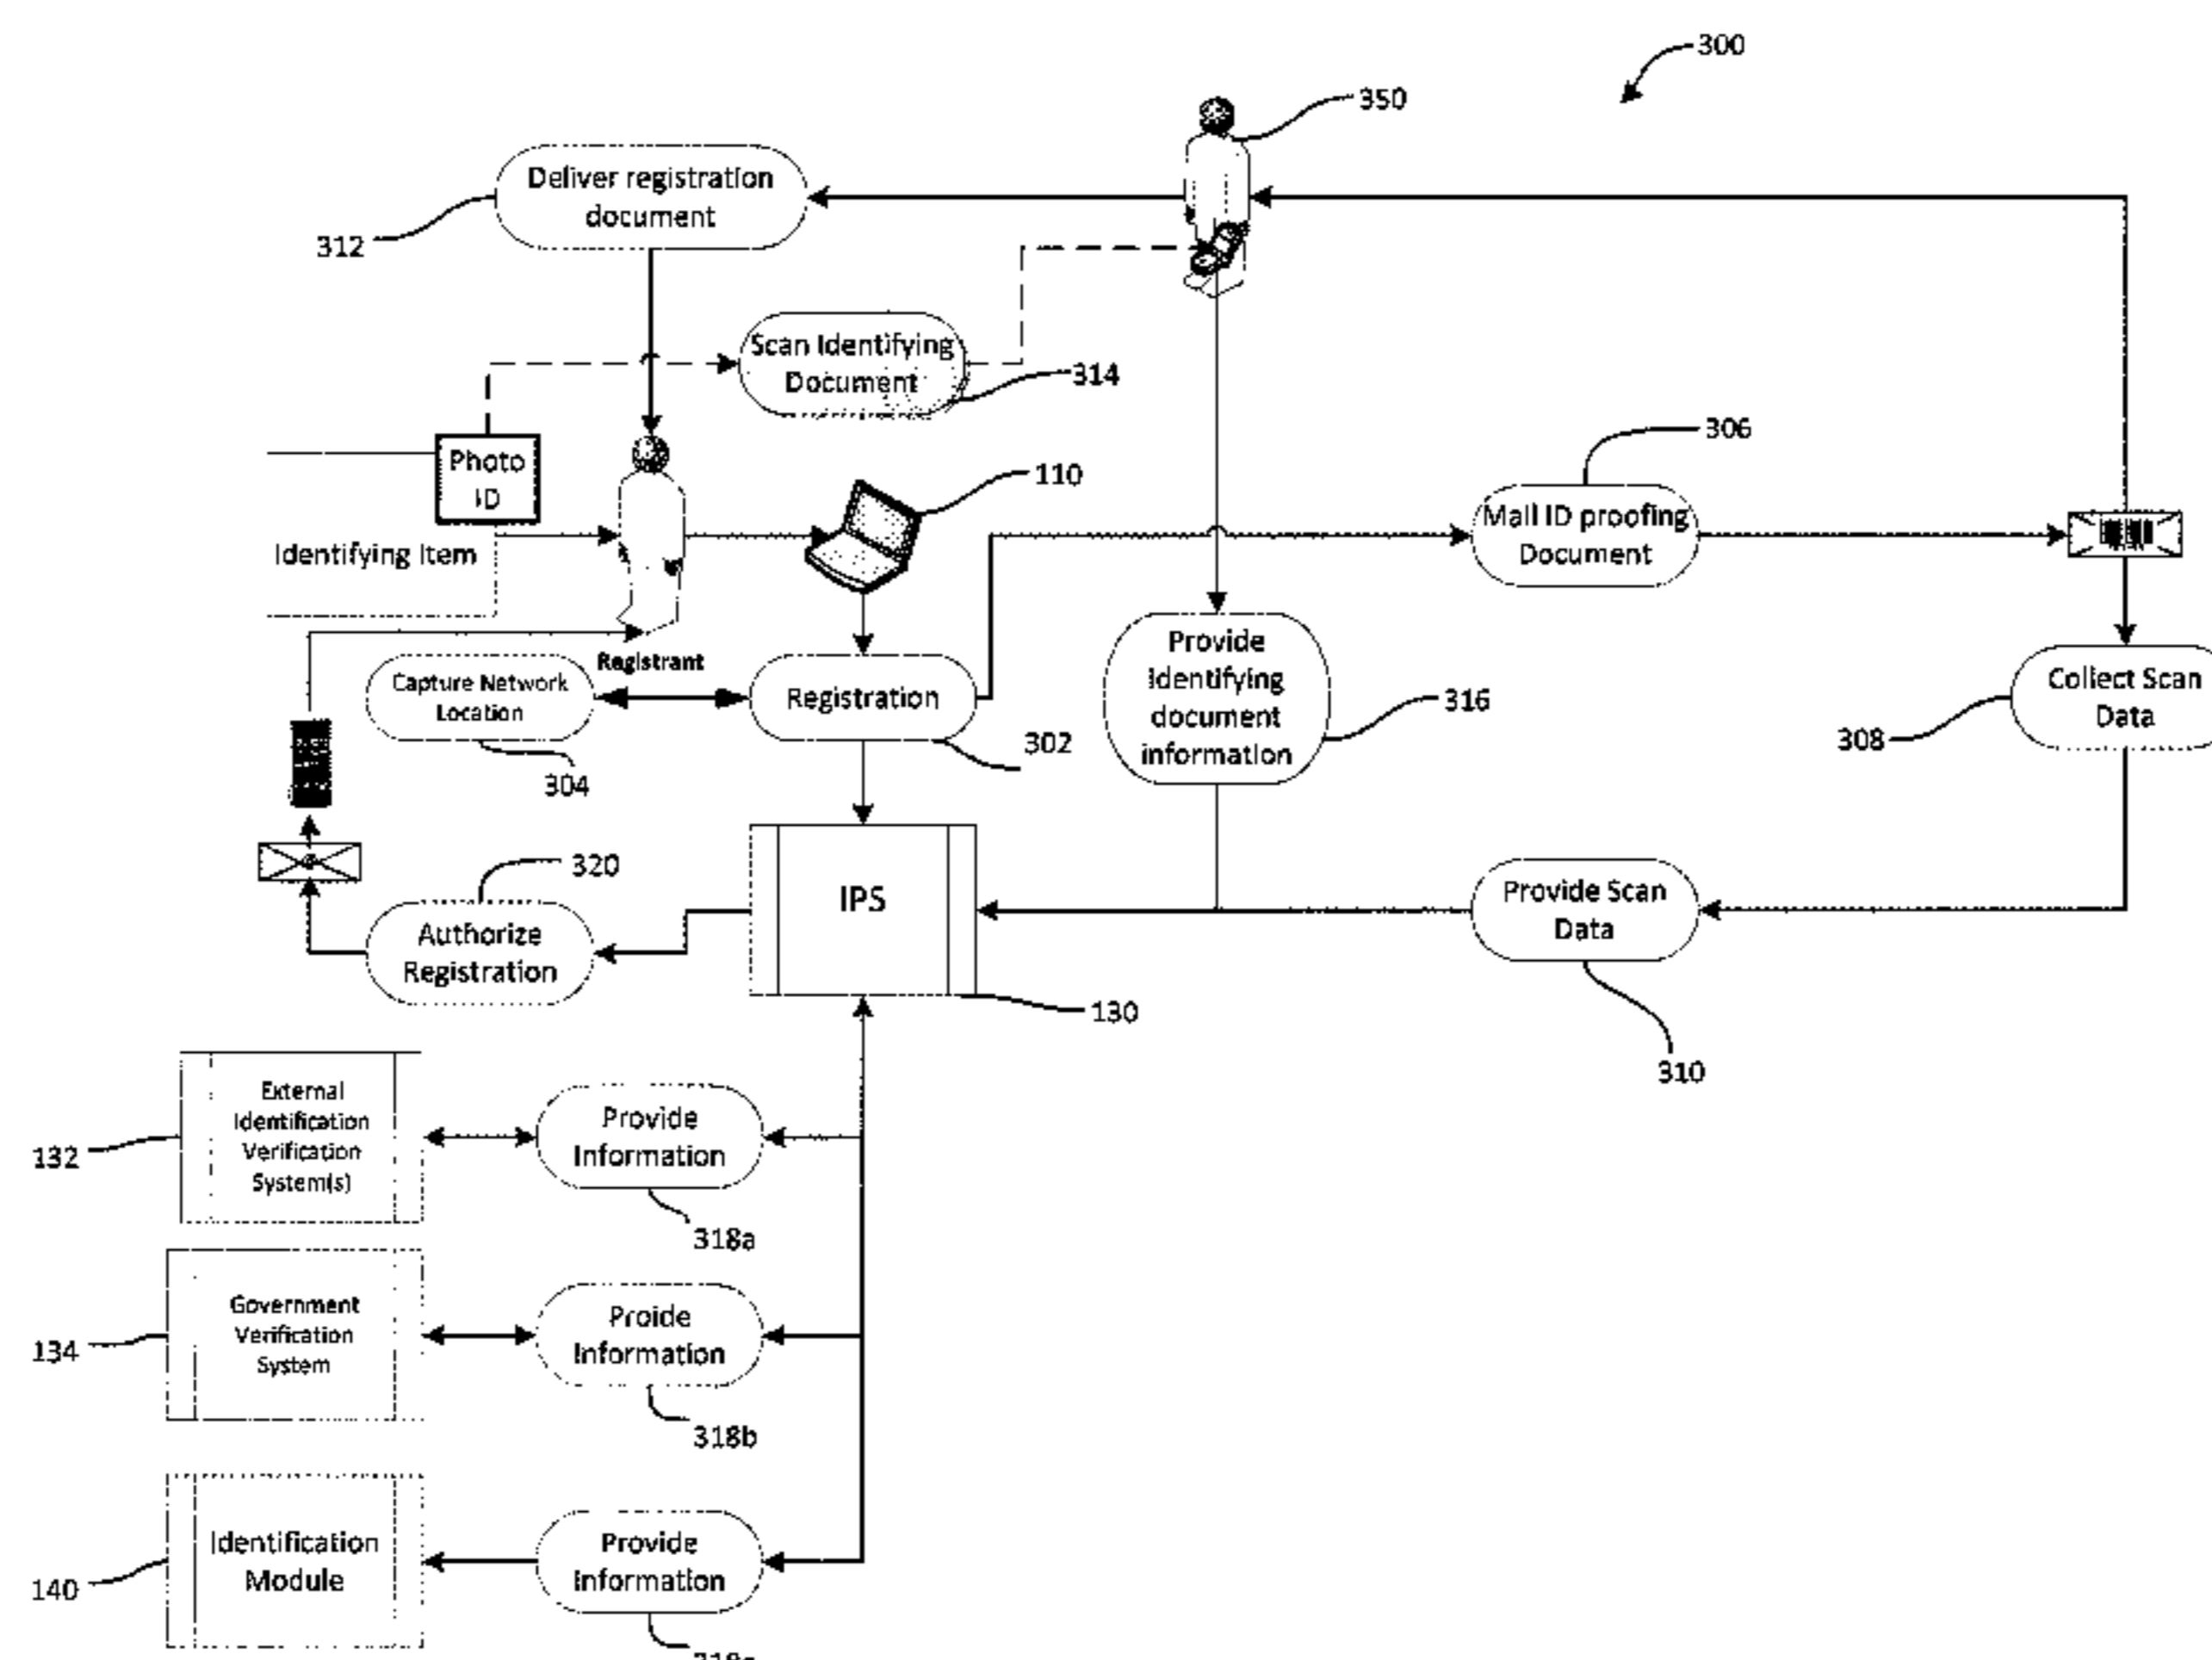 300
350
Deliver registration
document
312
Scan Identifying
Document
314
306
Photo
ID
110
Mail ID proofing
Document
Identifying Item
Provide
Identifying
document
information
316
Registrant
Capture Network
Location
304
Registration
302
Collect Scan
Data
308
320
IPS
Provide Scan
Data
Authorize
Registration
130
310
External
Identification
Verification
System(s)
132
Provide
Information
318a
Government
Verification
System
134
Proide
Information
318b
Identification
Module
140
Provide
Information